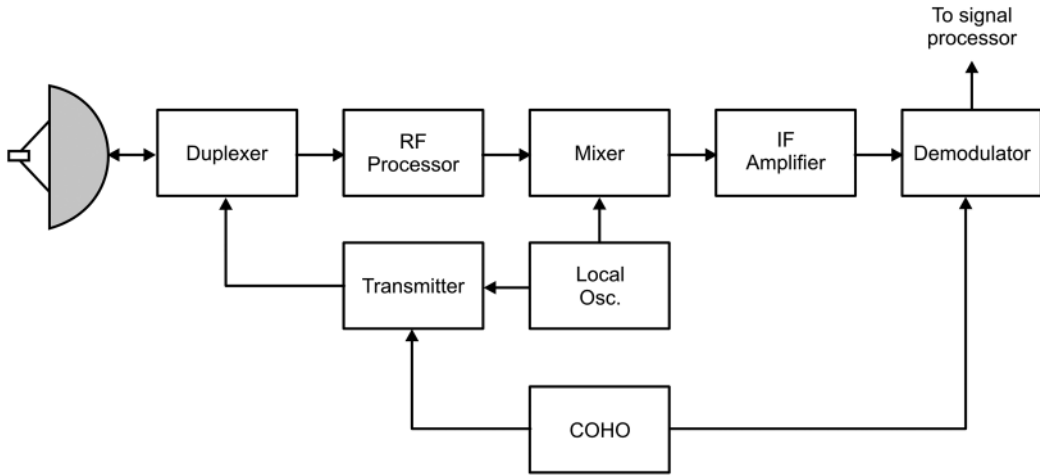 To signal
processor
Duplexer
RF
Processor
Mixer
IF
Amplifier
Demodulator
Transmitter
Local
Osc.
COHO